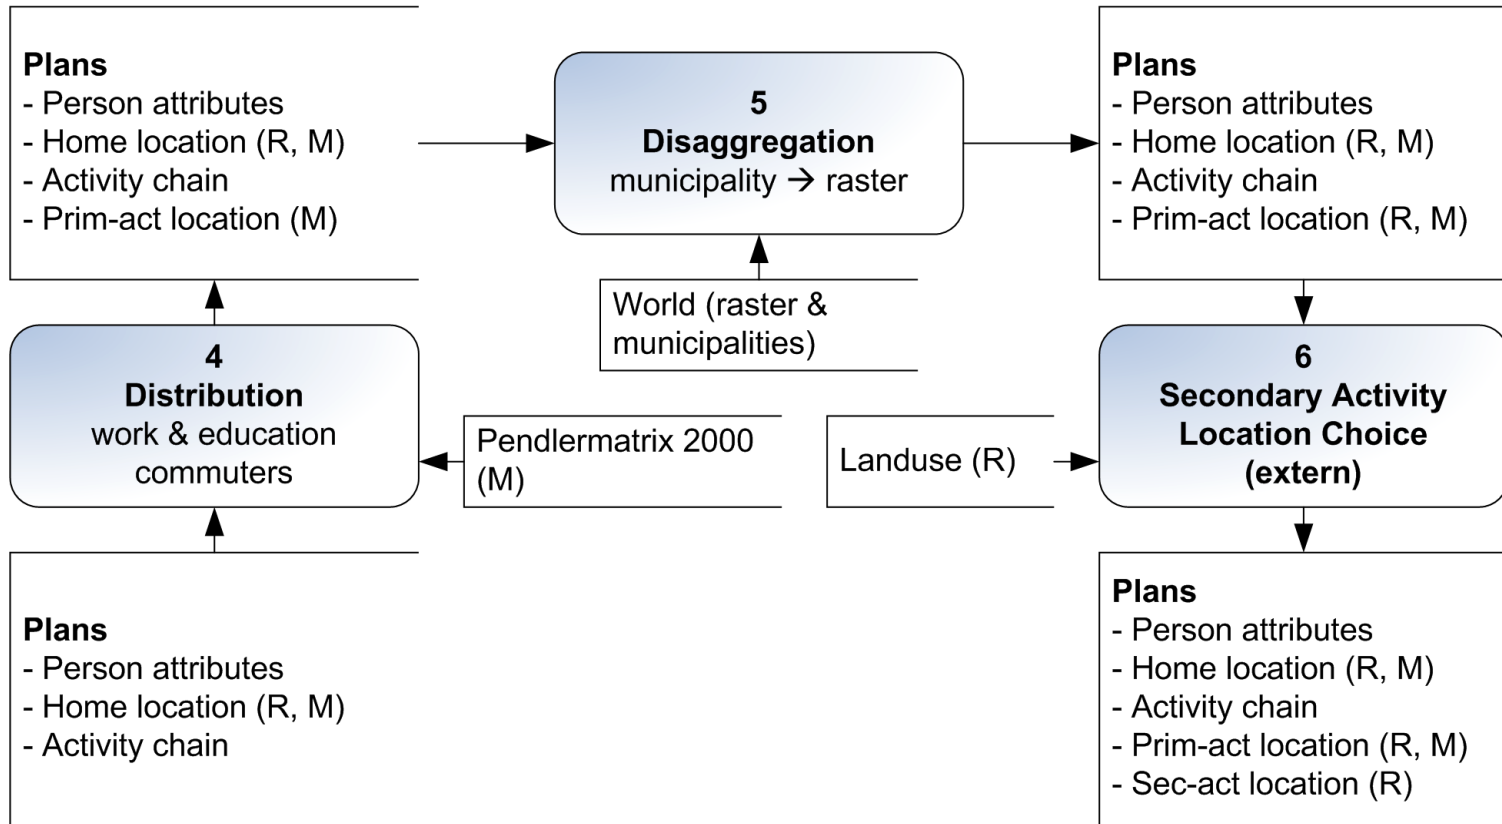 Plans
- Person attributes
- Home location (R, M)
- Activity chain
- Prim-act location (M)
5
Disaggregation
municipality → raster
Plans
- Person attributes
- Home location (R, M)
- Activity chain
- Prim-act location (R, M)
World (raster &
municipalities)
4
Distribution
work & education
commuters
Pendlermatrix 2000
(M)
Landuse (R)
6
Secondary Activity
Location Choice
(extern)
Plans
- Person attributes
- Home location (R, M)
- Activity chain
Plans
- Person attributes
- Home location (R, M)
- Activity chain
- Prim-act location (R, M)
- Sec-act location (R)